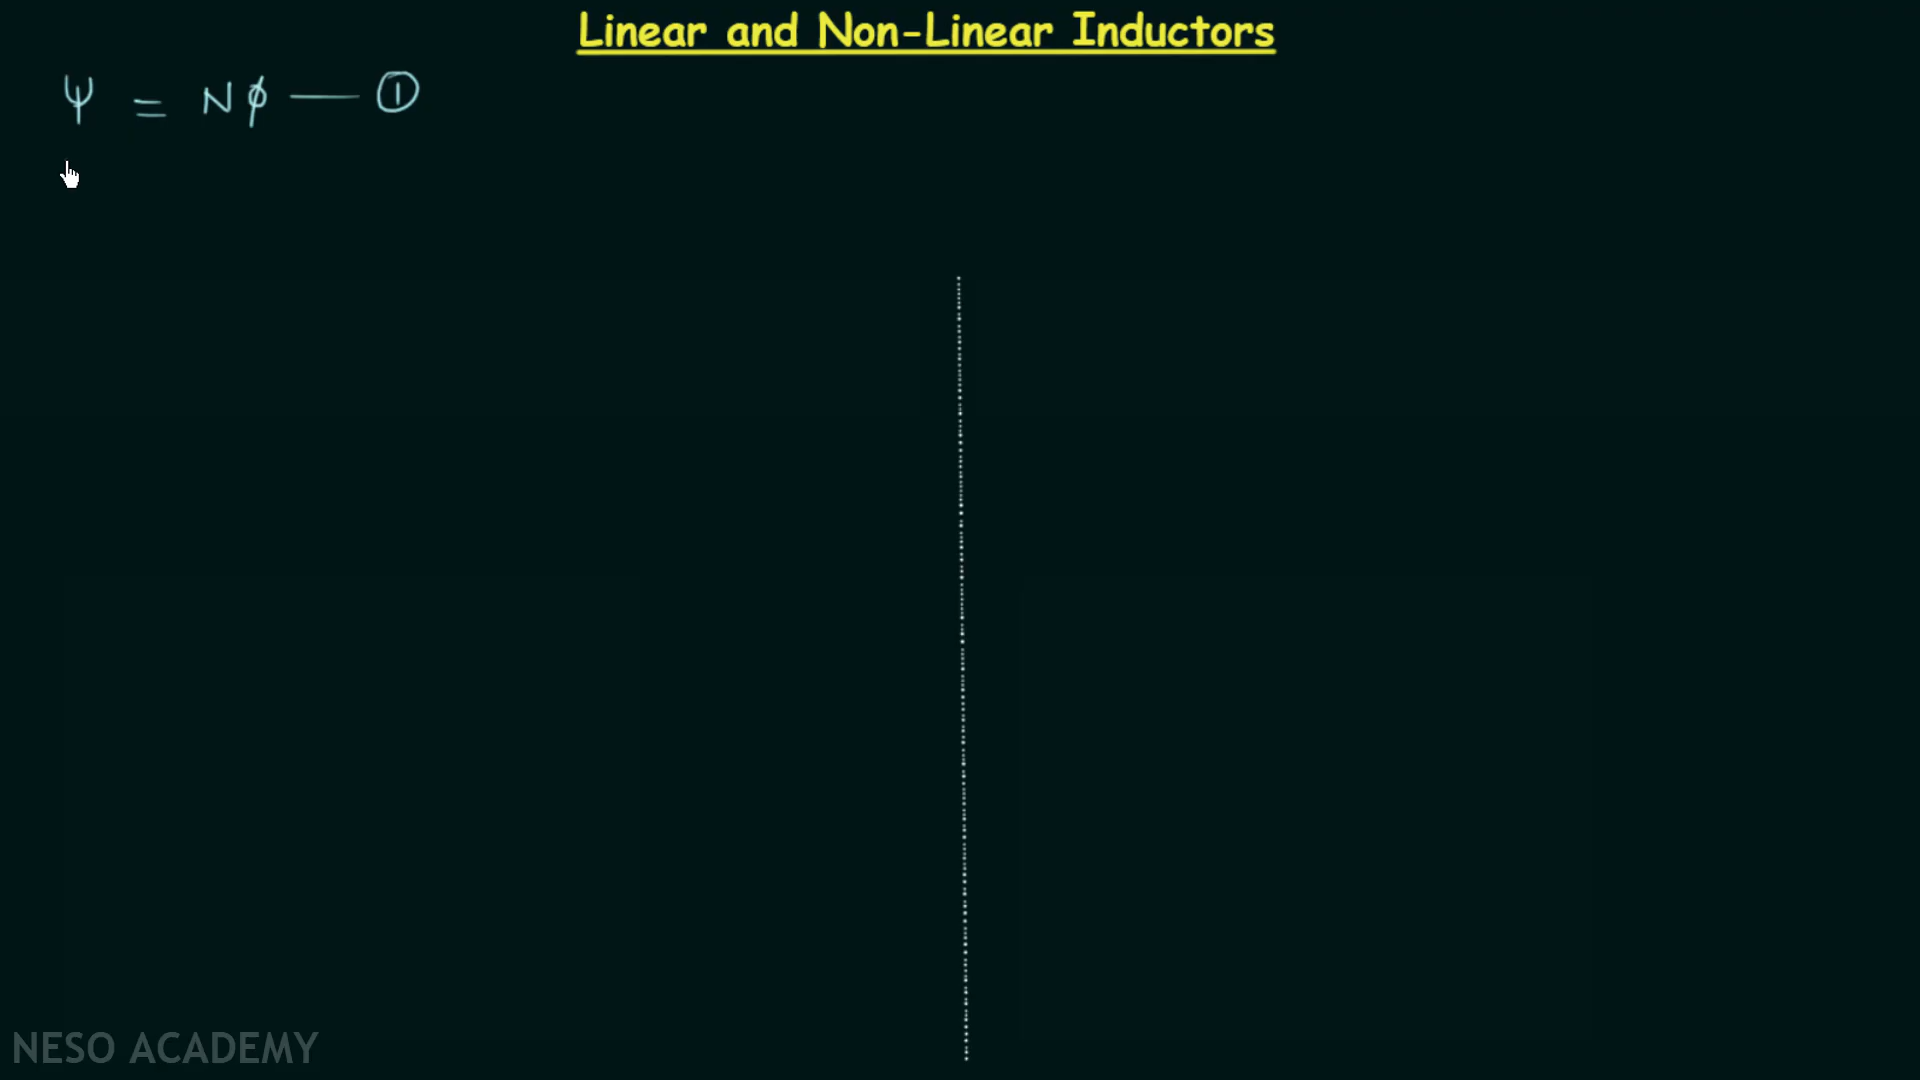 Linear and Non-Linear Inductors
Ψ = Nϕ — ①
NESO ACADEMY